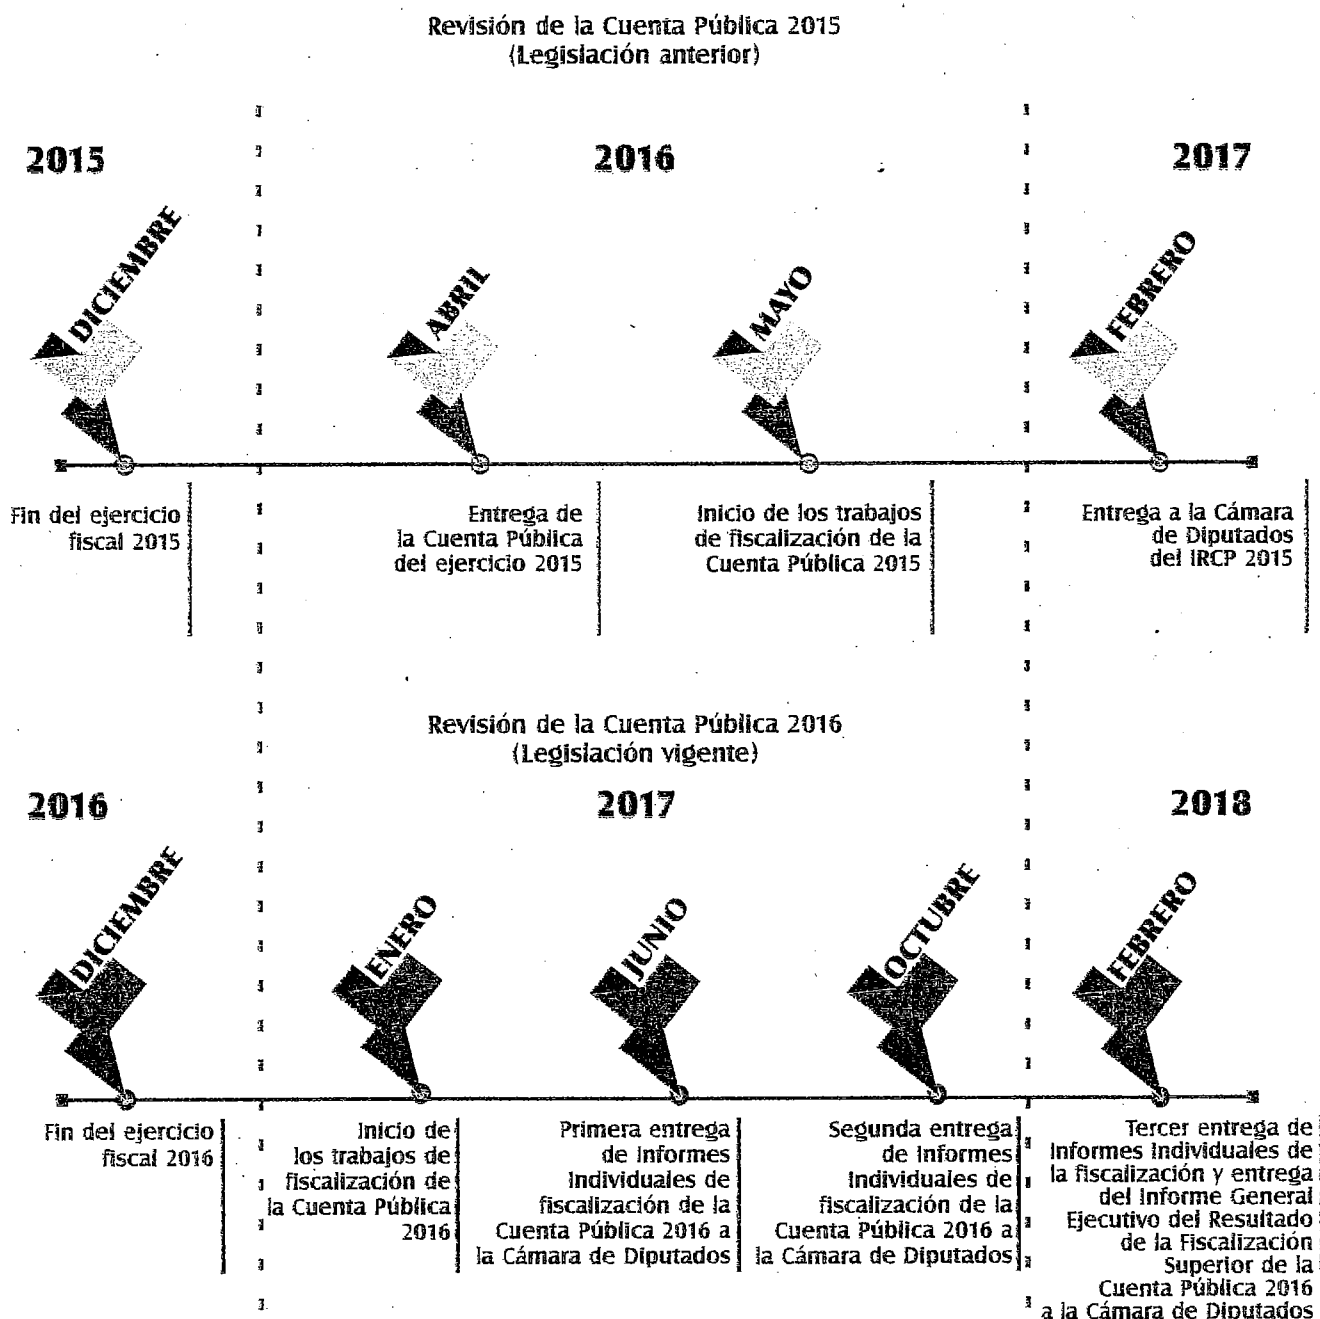 Revisión de la Cuenta Pública 2015
(Legislación anterior)
2015
2016
2017
DICIEMBRE
ABRIL
MAYO
FEBRERO
Fin del ejercicio
fiscal 2015
Entrega de
la Cuenta Pública
del ejercicio 2015
Inicio de los trabajos
de fiscalización de la
Cuenta Pública 2015
Entrega a la Cámara
de Diputados
del IRCP 2015
Revisión de la Cuenta Pública 2016
(Legislación vigente)
2016
2017
2018
DICIEMBRE
ENERO
JUNIO
OCTUBRE
FEBRERO
Fin del ejercicio
fiscal 2016
Inicio de
los trabajos de
fiscalización de
la Cuenta Pública
2016
Primera entrega
de Informes
Individuales de
fiscalización de la
Cuenta Pública 2016 a
la Cámara de Diputados
Segunda entrega
de Informes
Individuales de
fiscalización de la
Cuenta Pública 2016 a
la Cámara de Diputados
Tercer entrega de
Informes Individuales de
la fiscalización y entrega
del Informe General
Ejecutivo del Resultado
de la Fiscalización
Superior de la
Cuenta Pública 2016
a la Cámara de Diputados